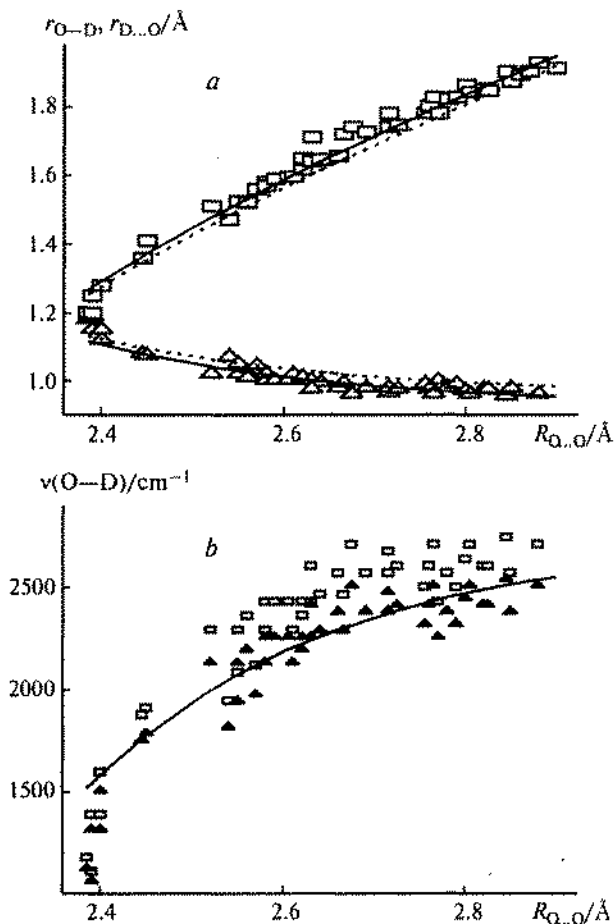 r_O—D, r_D...O/Å
a
1.8
1.6
1.4
1.2
1.0
2.4 2.6 2.8 R_O...O/Å
ν(O—D)/cm⁻¹
b
2500
2000
1500
2.4 2.6 2.8 R_O...O/Å